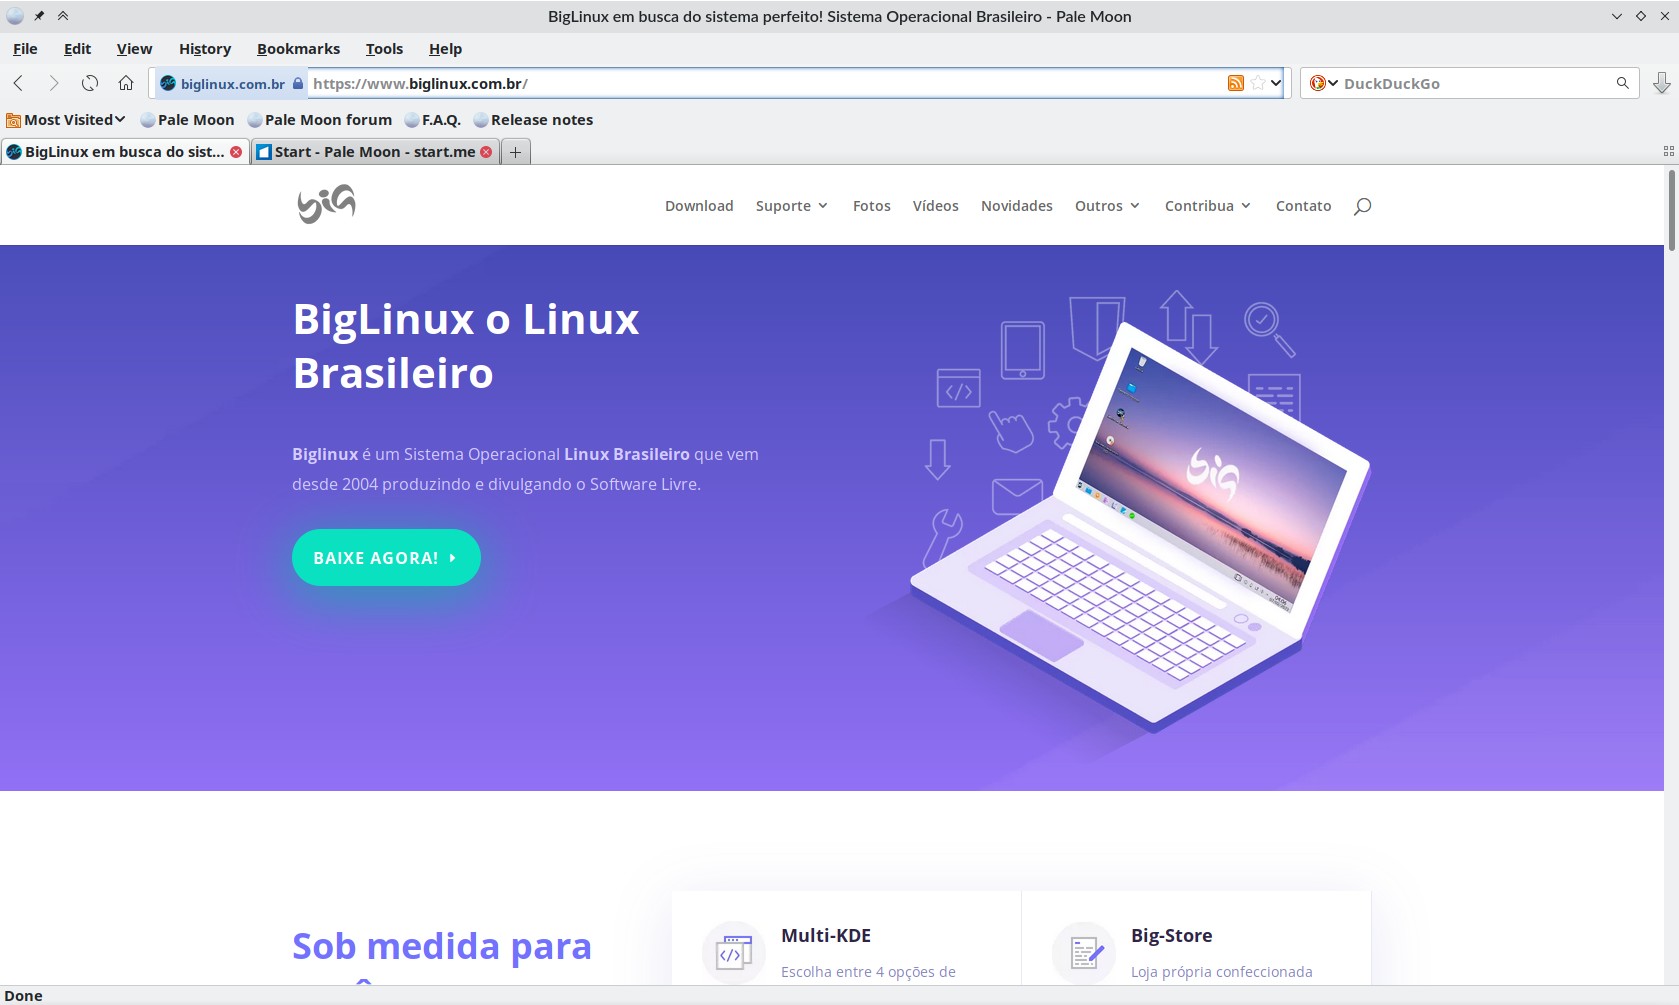 BigLinux em busca do sistema perfeito! Sistema Operacional Brasileiro - Pale Moon
File Edit View History Bookmarks Tools Help
biglinux.com.br https://www.biglinux.com.br/ DuckDuckGo
Most Visited Pale Moon Pale Moon forum F.A.Q. Release notes
BigLinux em busca do sist... Start - Pale Moon - start.me
big Download Suporte Fotos Vídeos Novidades Outros Contribua Contato
BigLinux o Linux
Brasileiro
Biglinux é um Sistema Operacional Linux Brasileiro que vem
desde 2004 produzindo e divulgando o Software Livre.
BAIXE AGORA!
big
Sob medida para
Multi-KDE
Escolha entre 4 opções de
Big-Store
Loja própria confeccionada
Done